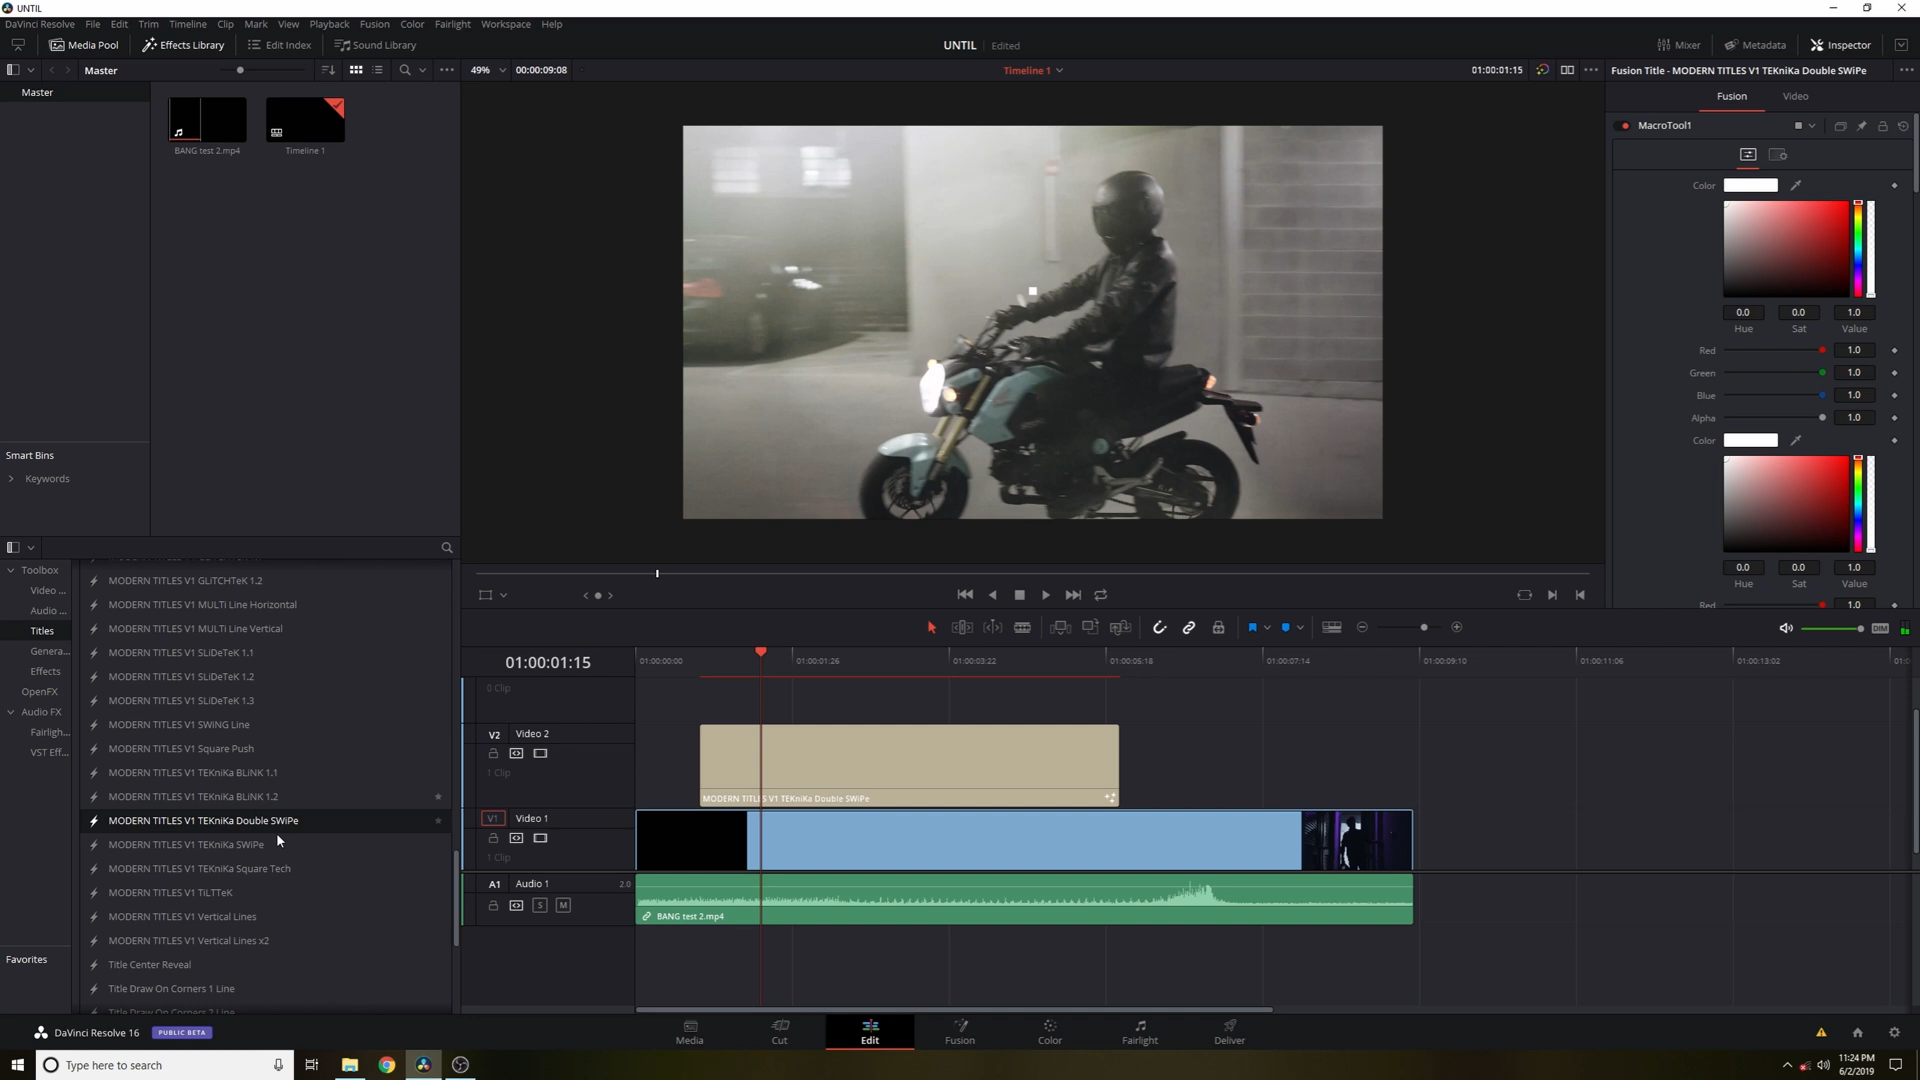 UNTIL
DaVinci Resolve File Edit Trim Timeline Clip Mark View Playback Fusion Color Fairlight Workspace Help
Media Pool Effects Library Edit Index Sound Library UNTIL Edited Mixer Metadata Inspector
Master 49% 00:00:09:08 Timeline 1 01:00:01:15 Fusion Title - MODERN TITLES V1 TEKniKa Double SWiPe
Master
Fusion Video
MacroTool1
BANG test 2.mp4 Timeline 1
Color
0.0 0.0 1.0
Hue Sat Value
Red 1.0
Green 1.0
Blue 1.0
Alpha 1.0
Color
0.0 0.0 1.0
Hue Sat Value
Red 1.0
Smart Bins
Keywords
Toolbox
Video ...
Audio ...
Titles
Genera...
Effects
OpenFX
Audio FX
Fairligh...
VST Eff...
Favorites
MODERN TITLES V1 GLiTCHTeK 1.2
MODERN TITLES V1 MULTi Line Horizontal
MODERN TITLES V1 MULTi Line Vertical
MODERN TITLES V1 SLiDeTeK 1.1
MODERN TITLES V1 SLiDeTeK 1.2
MODERN TITLES V1 SLiDeTeK 1.3
MODERN TITLES V1 SWiNG Line
MODERN TITLES V1 Square Push
MODERN TITLES V1 TEKniKa BLiNK 1.1
MODERN TITLES V1 TEKniKa BLiNK 1.2
MODERN TITLES V1 TEKniKa Double SWiPe
MODERN TITLES V1 TEKniKa SWiPe
MODERN TITLES V1 TEKniKa Square Tech
MODERN TITLES V1 TiLTTeK
MODERN TITLES V1 Vertical Lines
MODERN TITLES V1 Vertical Lines x2
Title Center Reveal
Title Draw On Corners 1 Line
Title Draw On Corners 2 Line
DIM
01:00:01:15 01:00:00:00 01:00:01:26 01:00:03:22 01:00:05:18 01:00:07:14 01:00:09:10 01:00:11:06 01:00:13:02
0 Clip
V2 Video 2
1 Clip
MODERN TITLES V1 TEKniKa Double SWiPe
V1 Video 1
1 Clip
A1 Audio 1 2.0
S M
BANG test 2.mp4
DaVinci Resolve 16 PUBLIC BETA
Media Cut Edit Fusion Color Fairlight Deliver
Type here to search
11:24 PM
6/2/2019